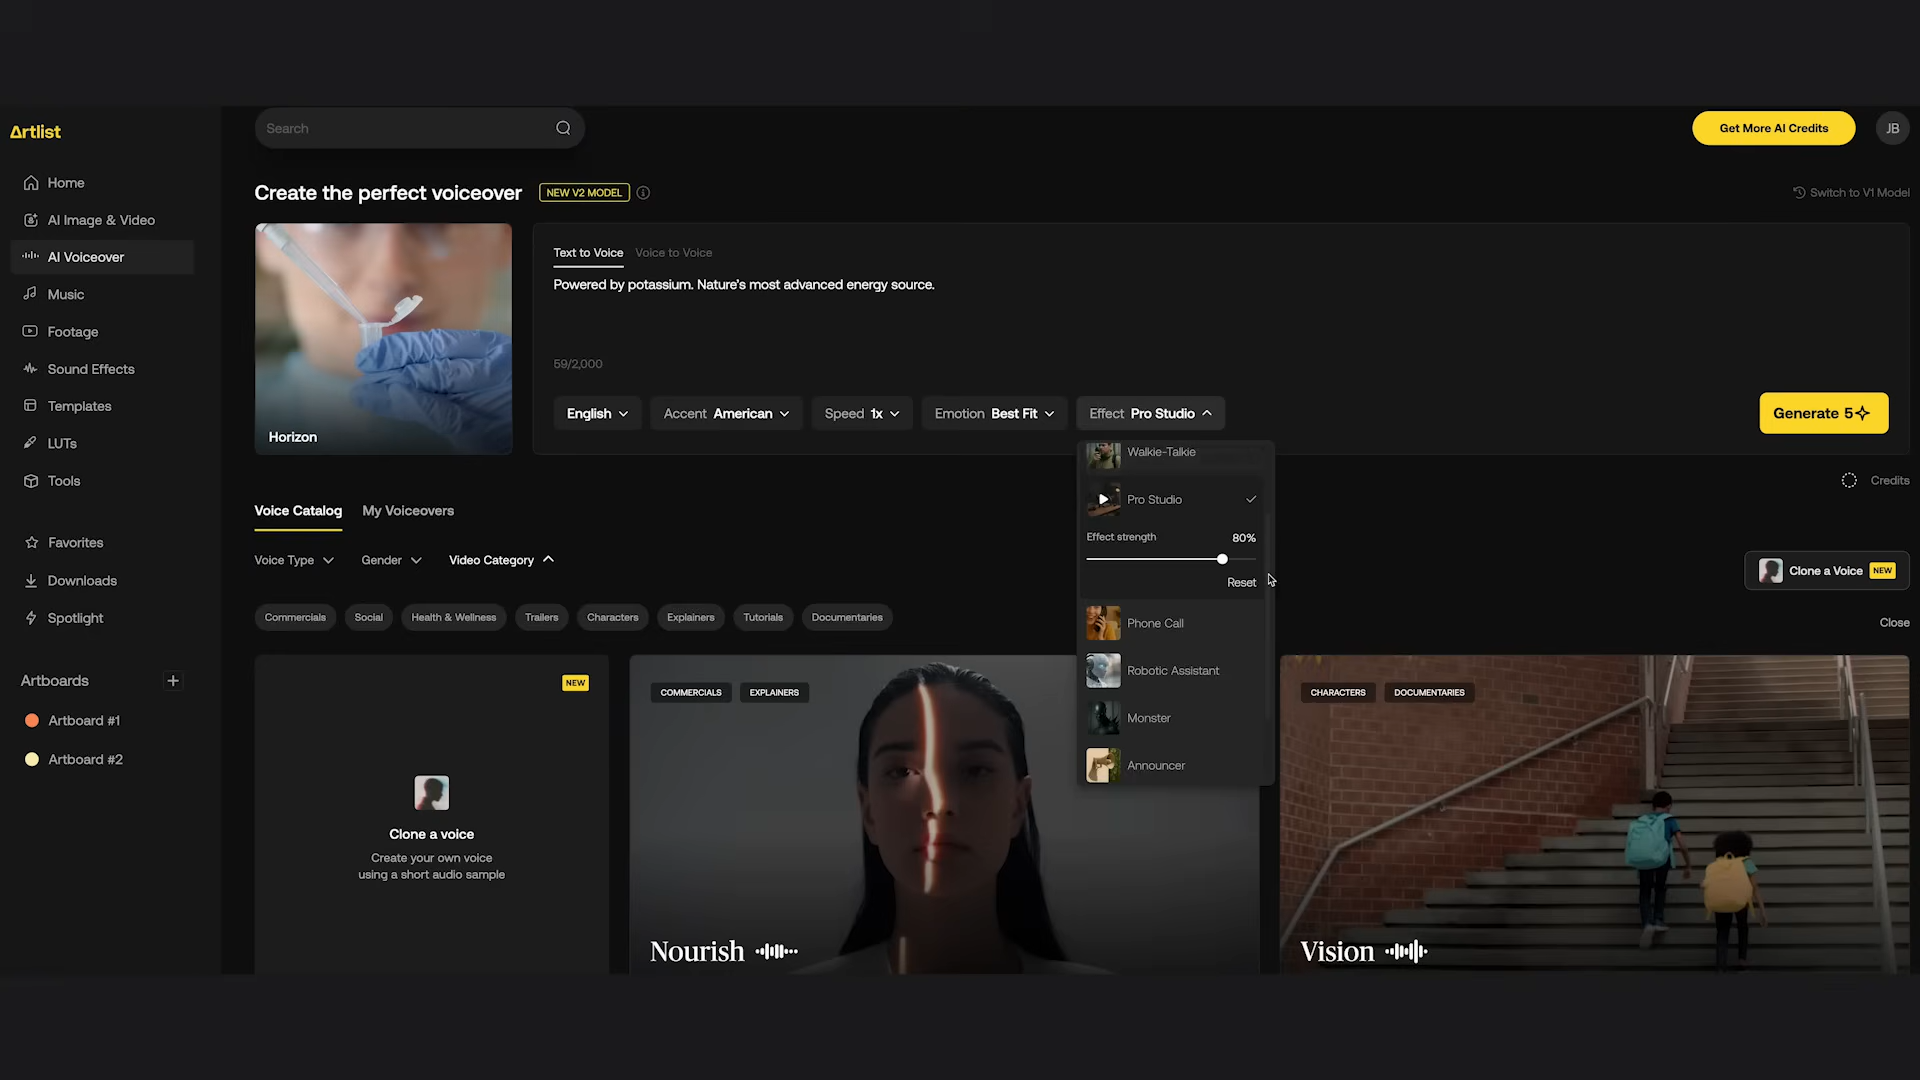 Artlist
Search
Get More AI Credits
JB
Home
AI Image & Video
AI Voiceover
Music
Footage
Sound Effects
Templates
LUTs
Tools
Favorites
Downloads
Spotlight
Artboards
Artboard #1
Artboard #2
Create the perfect voiceover
NEW V2 MODEL
Switch to V1 Model
Horizon
Text to Voice
Voice to Voice
Powered by potassium. Nature's most advanced energy source.
59/2,000
English
Accent American
Speed 1x
Emotion Best Fit
Effect Pro Studio
Generate 5
Walkie-Talkie
Pro Studio
Effect strength
80%
Reset
Phone Call
Robotic Assistant
Monster
Announcer
Credits
Voice Catalog
My Voiceovers
Voice Type
Gender
Video Category
Clone a Voice NEW
Commercials
Social
Health & Wellness
Trailers
Characters
Explainers
Tutorials
Documentaries
Close
NEW
Clone a voice
Create your own voice
using a short audio sample
COMMERCIALS
EXPLAINERS
Nourish
CHARACTERS
DOCUMENTARIES
Vision